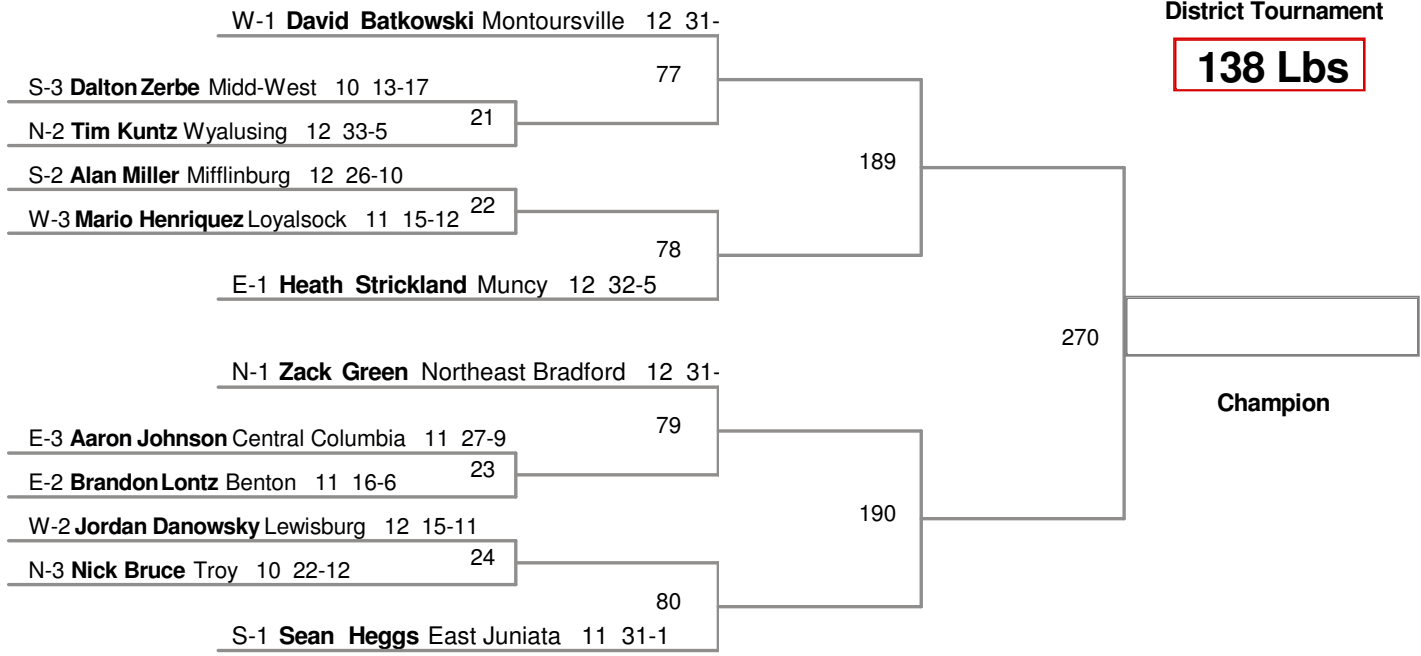 District Tournament
138 Lbs
W-1 David Batkowski Montoursville 12 31-
77
S-3 Dalton Zerbe Midd-West 10 13-17
21
N-2 Tim Kuntz Wyalusing 12 33-5
189
S-2 Alan Miller Mifflinburg 12 26-10
22
W-3 Mario Henriquez Loyalsock 11 15-12
78
E-1 Heath Strickland Muncy 12 32-5
270
N-1 Zack Green Northeast Bradford 12 31-
Champion
79
E-3 Aaron Johnson Central Columbia 11 27-9
23
E-2 Brandon Lontz Benton 11 16-6
190
W-2 Jordan Danowsky Lewisburg 12 15-11
24
N-3 Nick Bruce Troy 10 22-12
80
S-1 Sean Heggs East Juniata 11 31-1